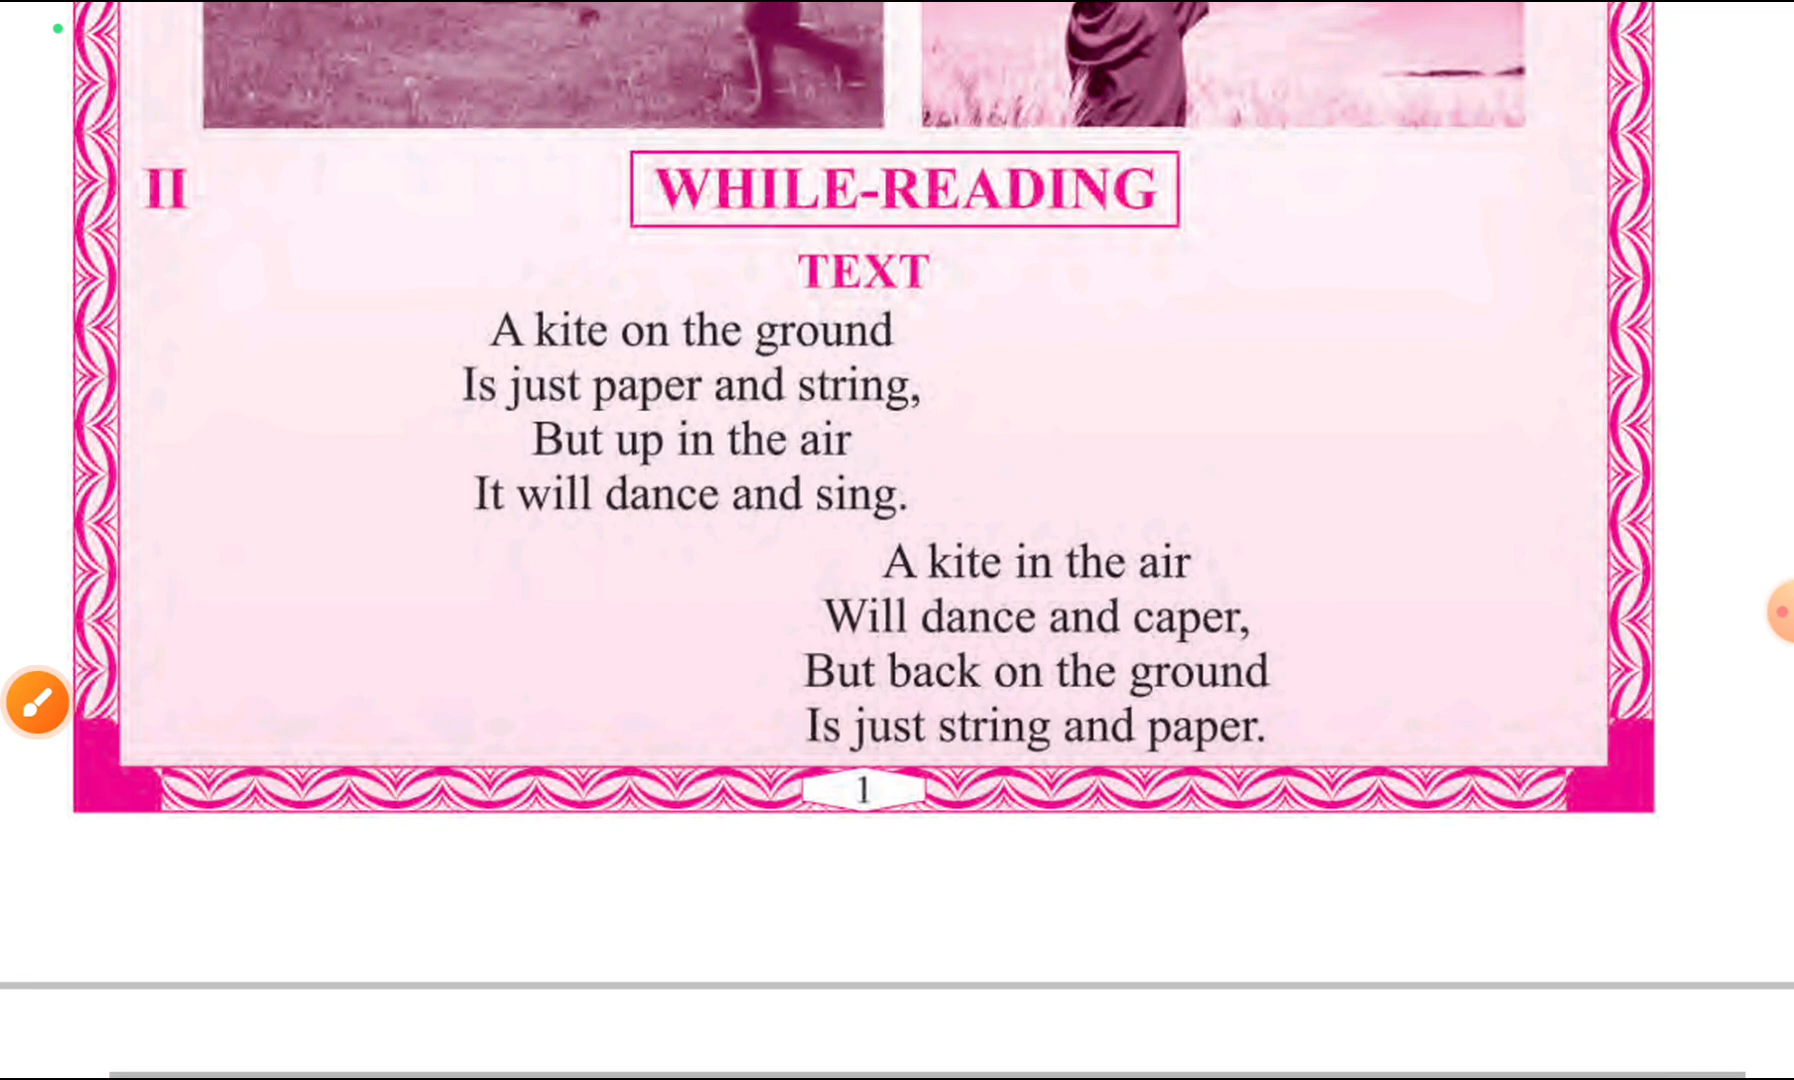 II
WHILE-READING
TEXT
A kite on the ground
Is just paper and string,
But up in the air
It will dance and sing.
A kite in the air
Will dance and caper,
But back on the ground
Is just string and paper.
1